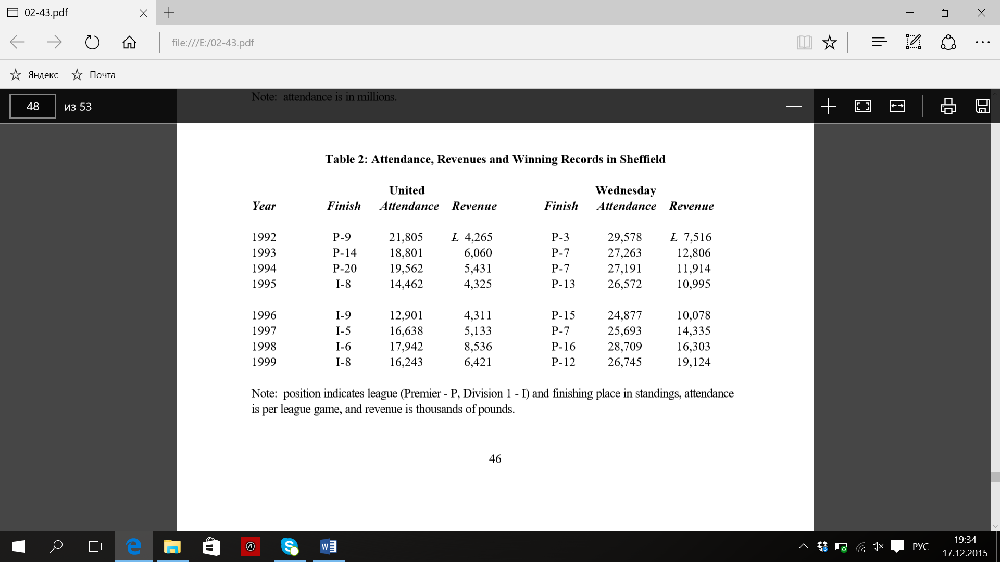 02-43.pdf
file:///E:/02-43.pdf
Яндекс Почта
48 из 53
Note: attendance is in millions.
Table 2: Attendance, Revenues and Winning Records in Sheffield
United Wednesday
Year Finish Attendance Revenue Finish Attendance Revenue
1992 P-9 21,805 £ 4,265 P-3 29,578 £ 7,516
1993 P-14 18,801 6,060 P-7 27,263 12,806
1994 P-20 19,562 5,431 P-7 27,191 11,914
1995 I-8 14,462 4,325 P-13 26,572 10,995
1996 I-9 12,901 4,311 P-15 24,877 10,078
1997 I-5 16,638 5,133 P-7 25,693 14,335
1998 I-6 17,942 8,536 P-16 28,709 16,303
1999 I-8 16,243 6,421 P-12 26,745 19,124
Note: position indicates league (Premier - P, Division 1 - I) and finishing place in standings, attendance
is per league game, and revenue is thousands of pounds.
46
РУС
19:34
17.12.2015